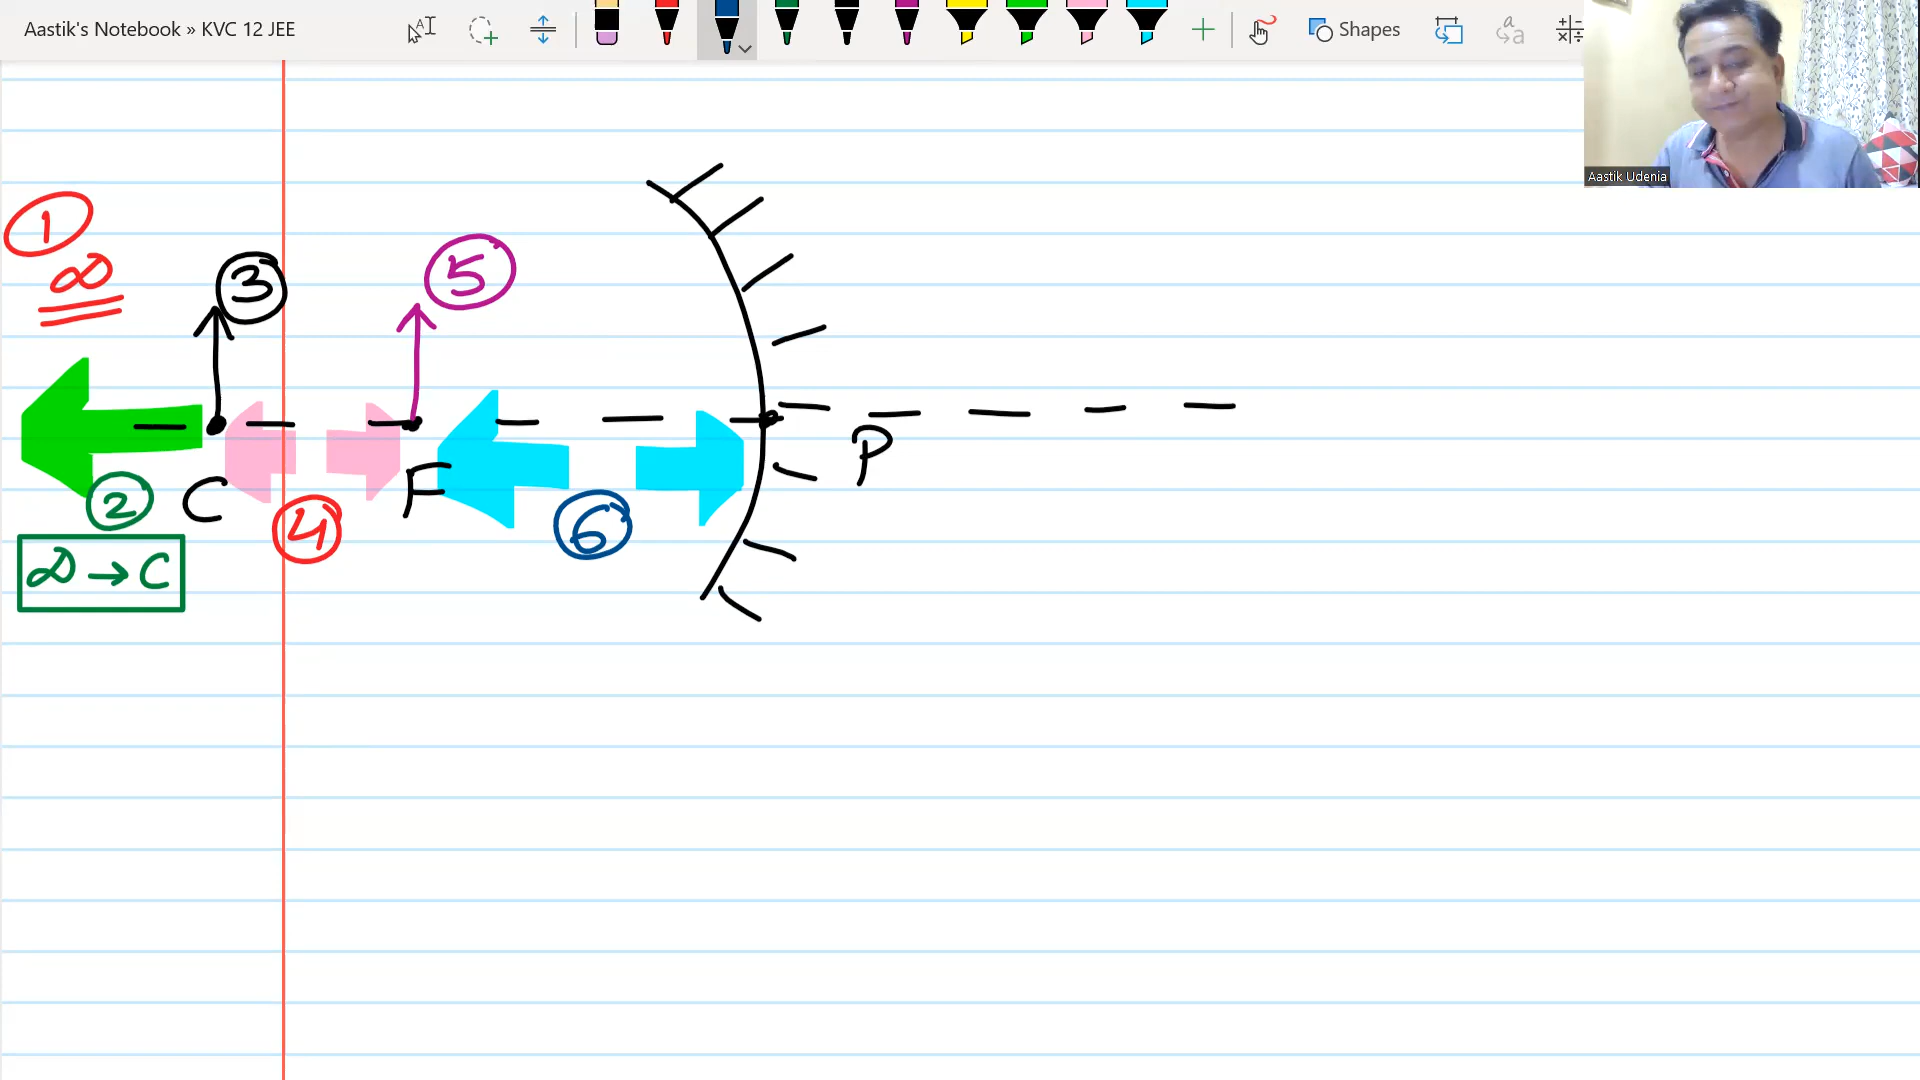 Aastik's Notebook » KVC 12 JEE
Shapes
Aastik Udenia
1
∞
3
5
P
C
F
2
4
6
∞ → C